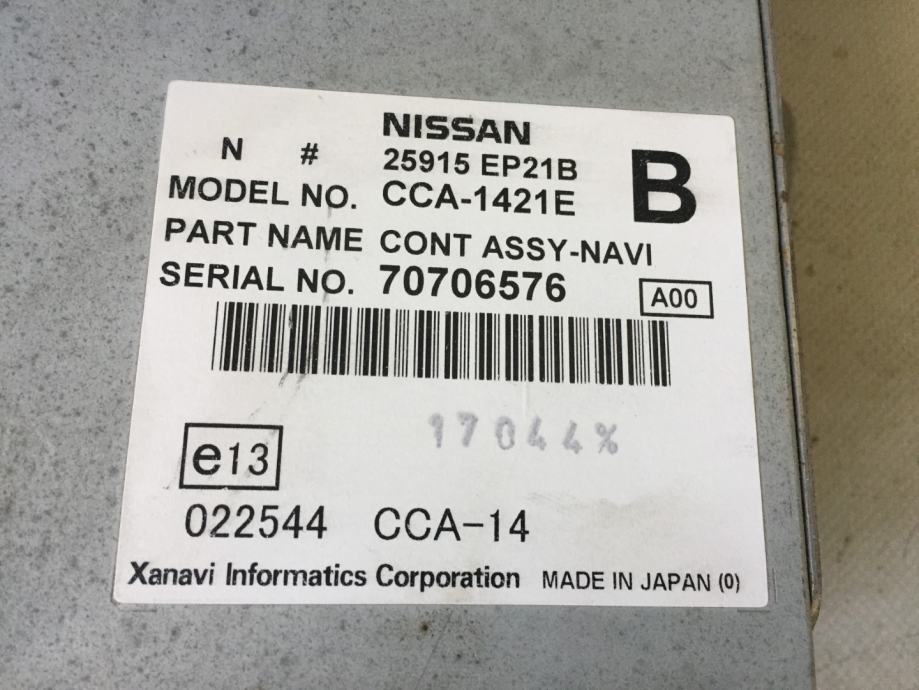 NISSAN
N # 25915 EP21B
B
MODEL NO. CCA-1421E
PART NAME CONT ASSY-NAVI
SERIAL NO. 70706576
A00
17044%
e13
022544 CCA-14
Xanavi Informatics Corporation MADE IN JAPAN (0)